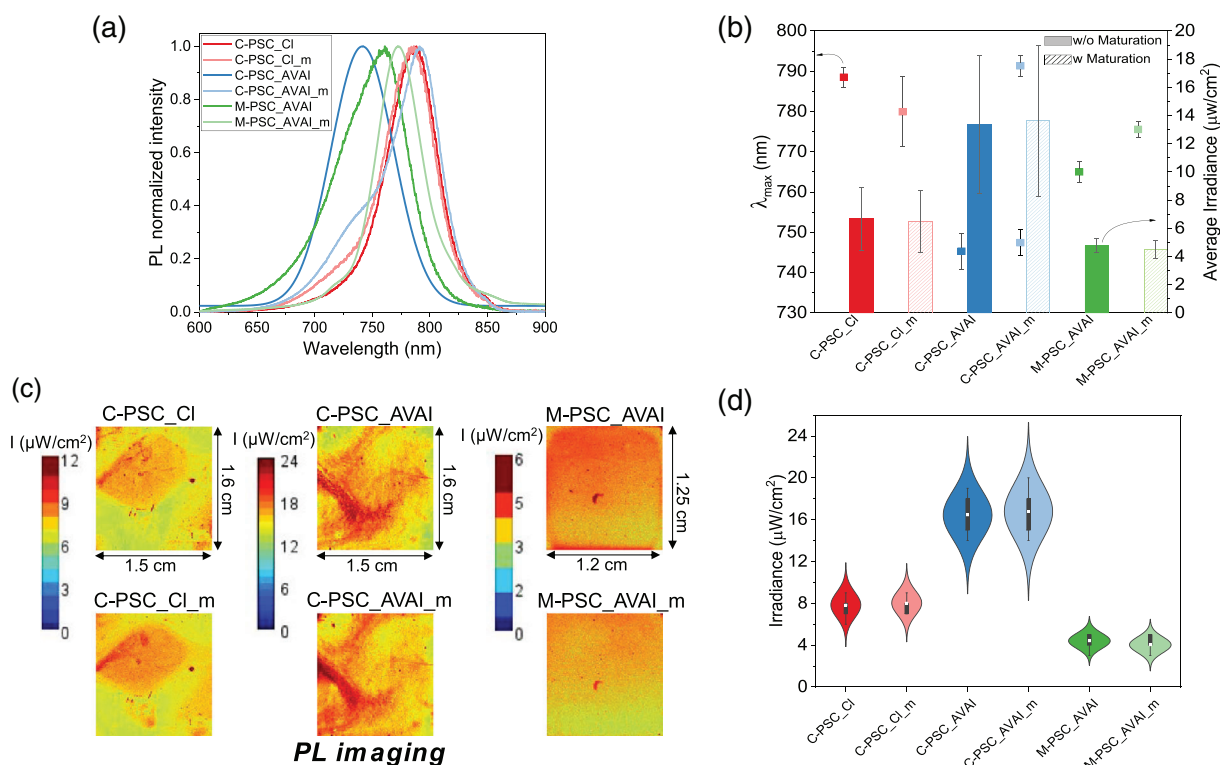 (a)
PL normalized intensity
1.0
0.8
0.6
0.4
0.2
0.0
C-PSC_Cl
C-PSC_Cl_m
C-PSC_AVAI
C-PSC_AVAI_m
M-PSC_AVAI
M-PSC_AVAI_m
600 650 700 750 800 850 900
Wavelength (nm)
(b)
λmax (nm)
800
790
780
770
760
750
740
730
w/o Maturation
w Maturation
20
18
16
14
12
10
8
6
4
2
0
Average Irradiance (μW/cm²)
C-PSC_Cl
C-PSC_Cl_m
C-PSC_AVAI
C-PSC_AVAI_m
M-PSC_AVAI
M-PSC_AVAI_m
(c)
C-PSC_Cl
I (μW/cm²)
12
9
6
3
0
1.6 cm
1.5 cm
C-PSC_Cl_m
C-PSC_AVAI
I (μW/cm²)
24
18
12
6
0
1.6 cm
1.5 cm
C-PSC_AVAI_m
M-PSC_AVAI
I (μW/cm²)
6
5
3
2
2
0
1.25 cm
1.2 cm
M-PSC_AVAI_m
PL imaging
(d)
Irradiance (μW/cm²)
24
20
16
12
8
4
0
C-PSC_Cl
C-PSC_Cl_m
C-PSC_AVAI
C-PSC_AVAI_m
M-PSC_AVAI
M-PSC_AVAI_m